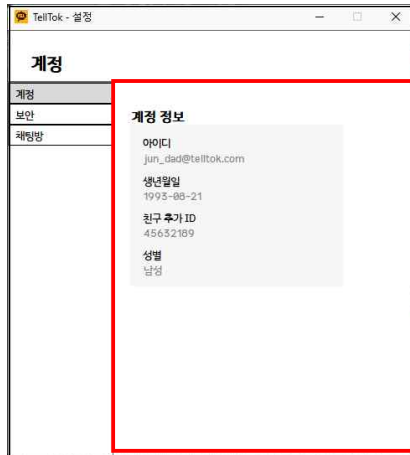 TellTok - 설정
계정
계정
보안
채팅방
계정 정보
아이디
jun_dad@telltok.com
생년월일
1993-08-21
친구 추가 ID
45632189
성별
남성